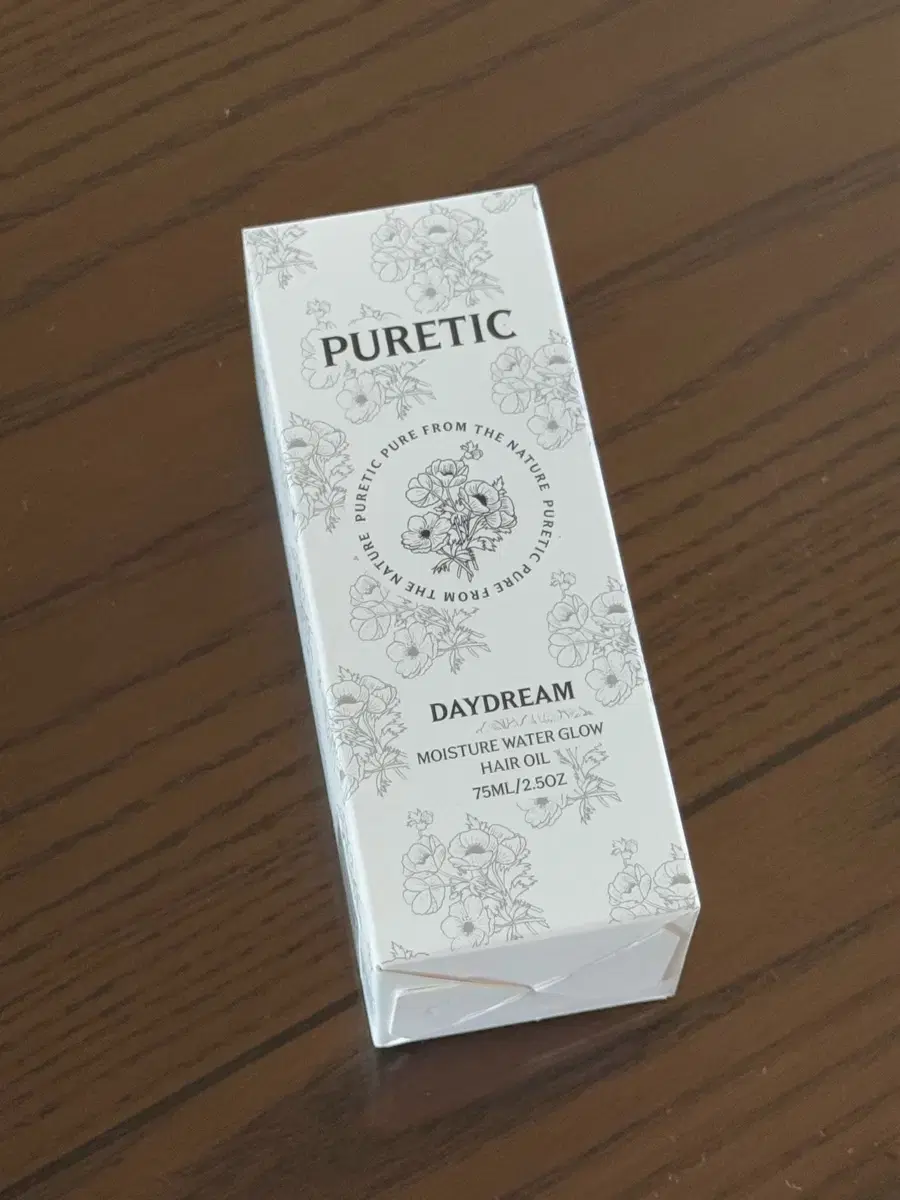 PURETIC
PURETIC PURE FROM THE NATURE PURETIC PURE FROM THE NATURE
DAYDREAM
MOISTURE WATER GLOW
HAIR OIL
75ML/2.5OZ